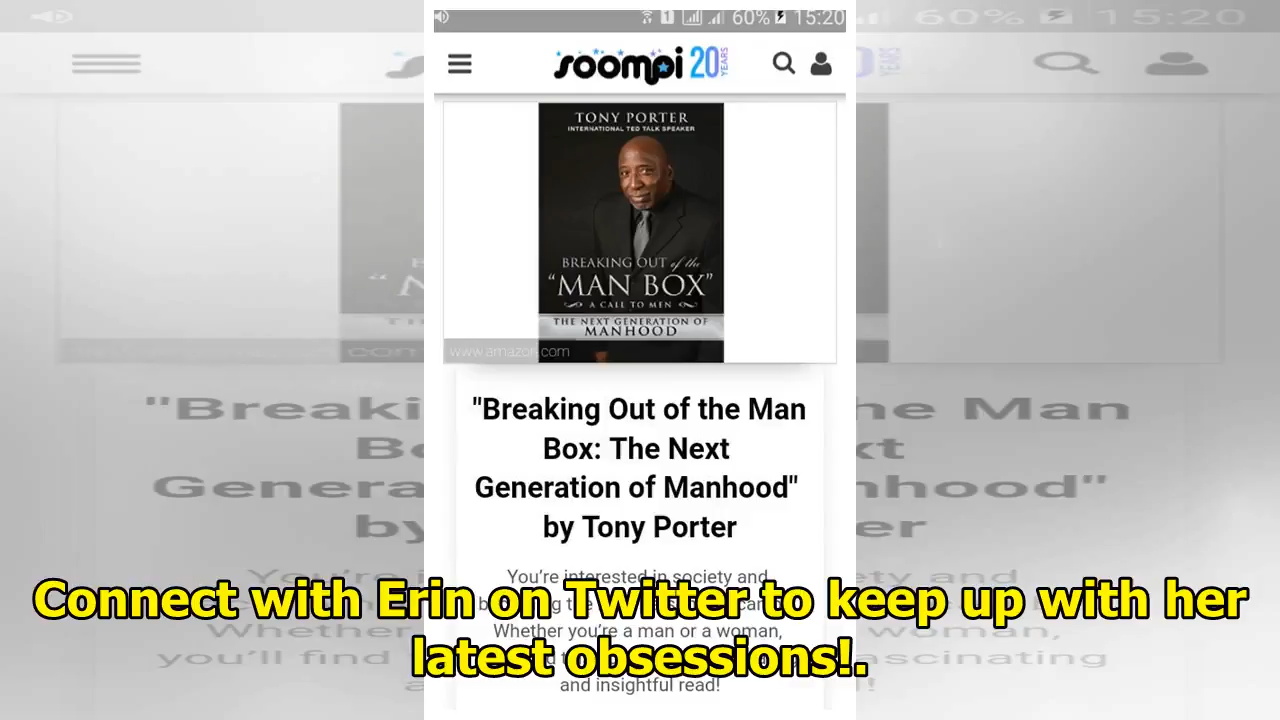 60% 15:20
soompi 20 YEARS
TONY PORTER
INTERNATIONAL TED TALK SPEAKER
BREAKING OUT of the
"MAN BOX"
A CALL TO MEN
THE NEXT GENERATION OF
MANHOOD
www.amazon.com
"Breaking Out of the Man
Box: The Next
Generation of Manhood"
by Tony Porter
You're interested in society and
Whether you're a man or a woman,
and insightful read!
Connect with Erin on Twitter to keep up with her
latest obsessions!.